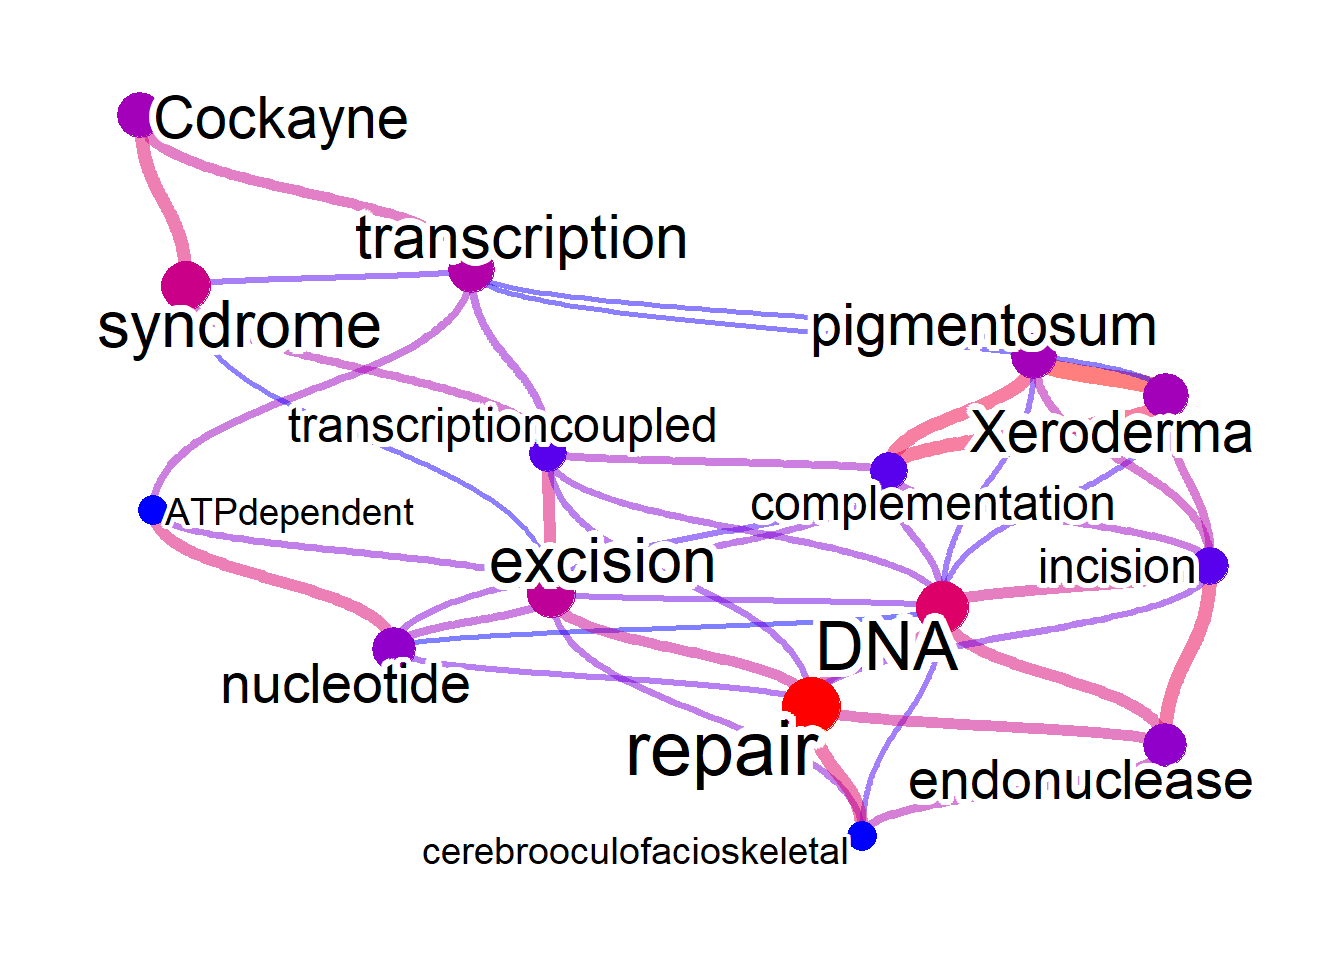 Cockayne
transcription
syndrome
pigmentosum
transcriptioncoupled
Xeroderma
complementation
ATPdependent
excision
incision
DNA
nucleotide
repair
endonuclease
cerebrooculofacioskeletal